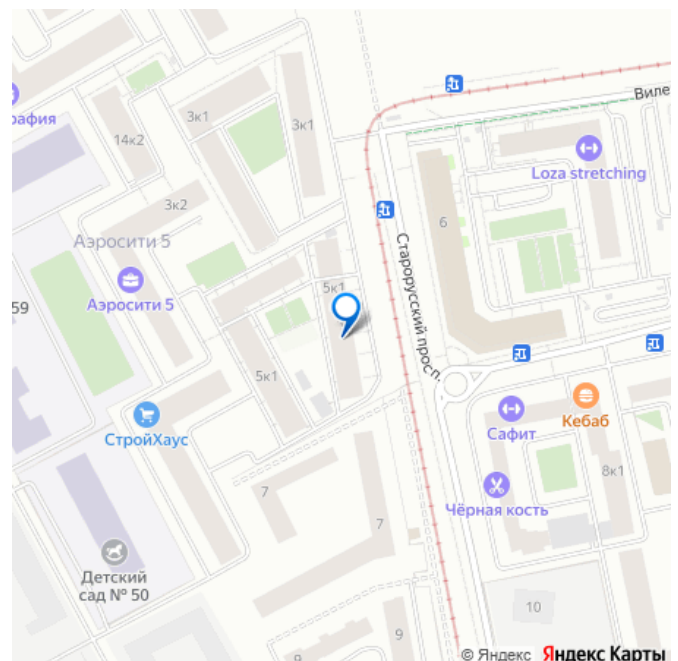 Виле
рафия
3к1
3к1
14к2
Loza stretching
3к2
6
Аэросити 5
59
Аэросити 5
5к1
Старорусский просп.
5к1
СтройХаус
Сафит
Кебаб
8к1
7
Чёрная кость
7
Детский
сад № 50
10
9
9
© Яндекс Яндекс Карты